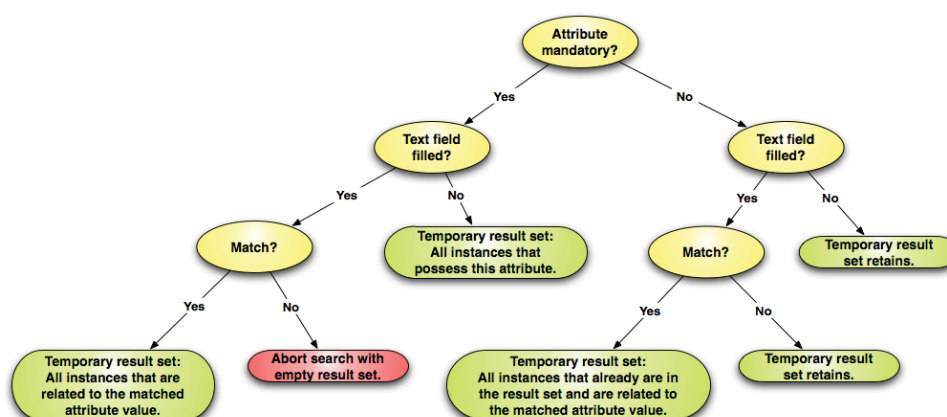 Attribute
mandatory?
Yes
No
Text field
filled?
Text field
filled?
Yes
No
Yes
No
Match?
Temporary result set:
All instances that
possess this attribute.
Match?
Temporary result
set retains.
Yes
No
Yes
No
Temporary result set:
All instances that are
related to the matched
attribute value.
Abort search with
empty result set.
Temporary result set:
All instances that already are in
the result set and are related to
the matched attribute value.
Temporary result
set retains.